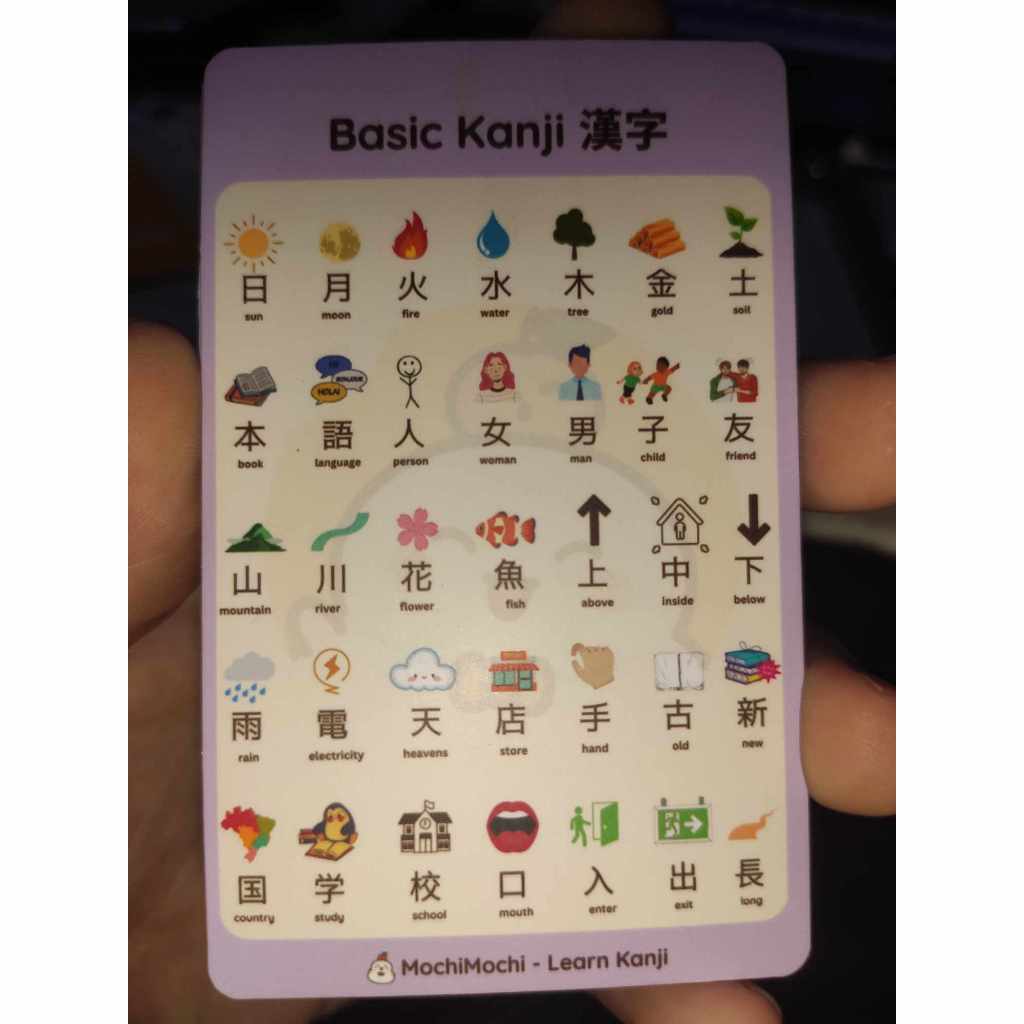 Basic Kanji 漢字
日 月 火 水 木 金 土
sun moon fire water tree gold soil
HOLA!
本 語 人 女 男 子 友
book language person woman man child friend
山 川 花 魚 上 中 下
mountain river flower fish above inside below
雨 電 天 店 手 古 新
rain electricity heavens store hand old new
国 学 校 口 入 出 長
country study school mouth enter exit long
MochiMochi - Learn Kanji